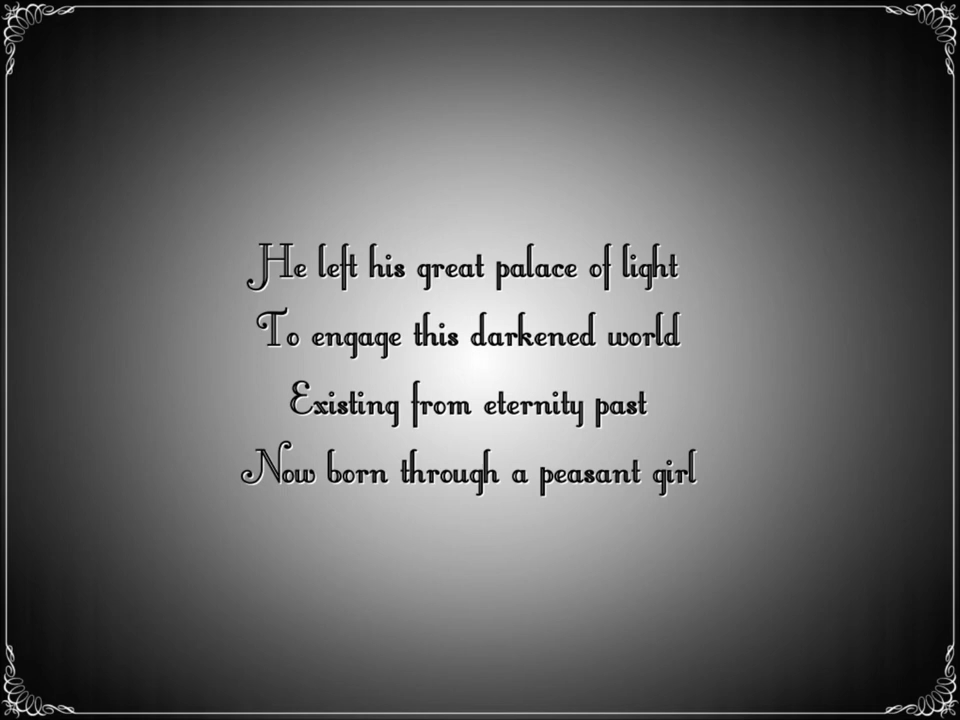 He left his great palace of light
To engage this darkened world
Existing from eternity past
Now born through a peasant girl